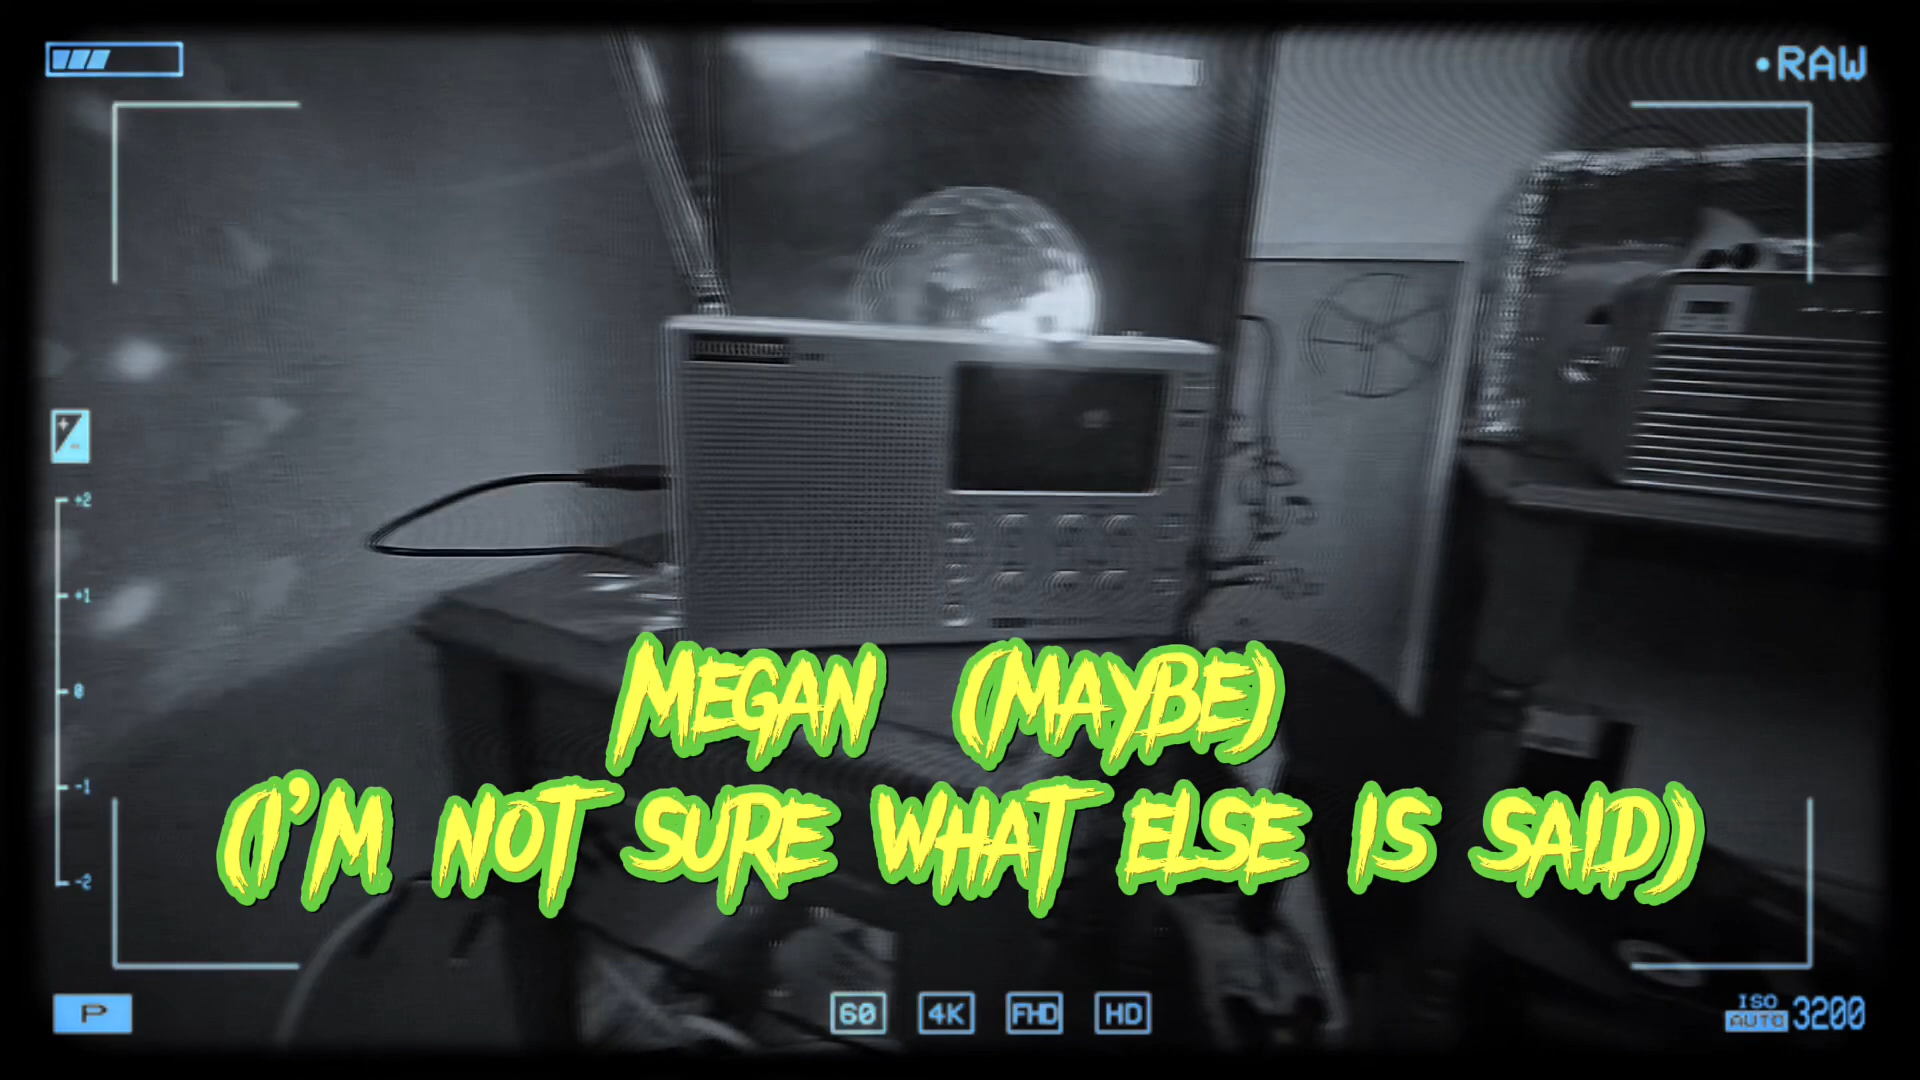 •RAW
+2
+1
0
-1
-2
MEGAN (MAYBE)
(I'M NOT SURE WHAT ELSE IS SAID)
P
60 4K FHD HD
ISO
AUTO 3200